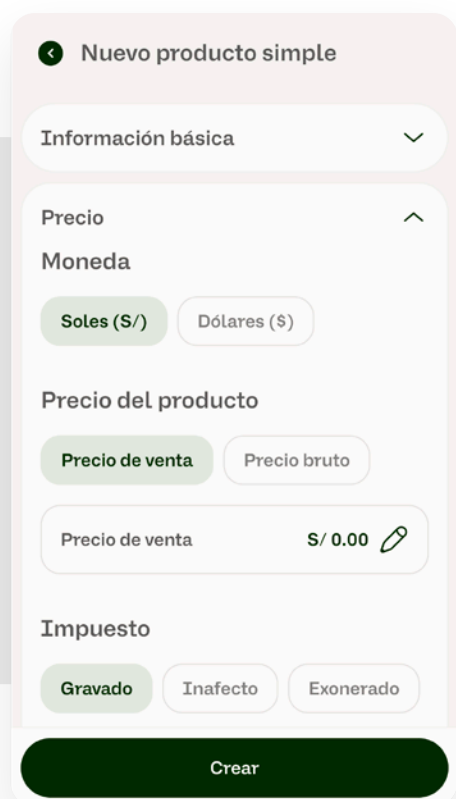 Nuevo producto simple
Información básica
Precio
Moneda
Soles (S/)
Dólares ($)
Precio del producto
Precio de venta
Precio bruto
Precio de venta S/ 0.00
Impuesto
Gravado
Inafecto
Exonerado
Crear